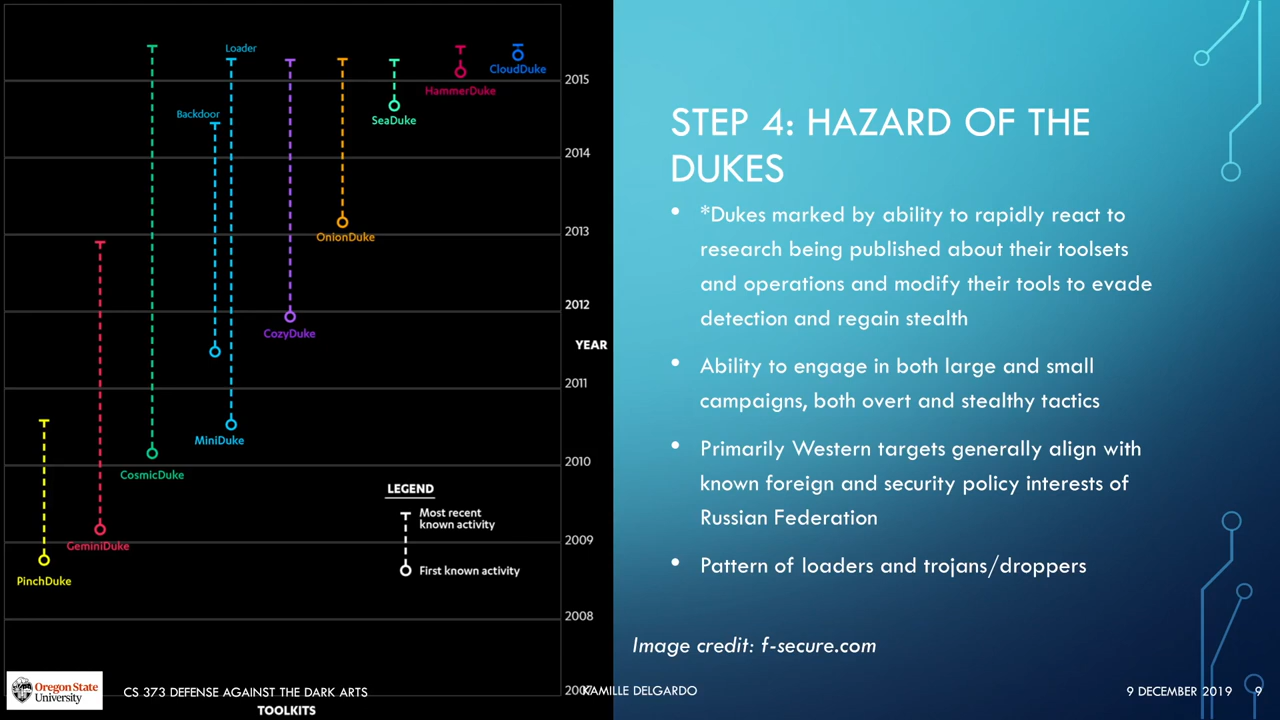 Loader
Backdoor
CloudDuke
HammerDuke
SeaDuke
OnionDuke
CozyDuke
MiniDuke
CosmicDuke
GeminiDuke
PinchDuke
2015
2014
2013
2012
YEAR
2011
2010
2009
2008
2007
LEGEND
Most recent
known activity
First known activity
TOOLKITS
STEP 4: HAZARD OF THE
DUKES
• *Dukes marked by ability to rapidly react to
research being published about their toolsets
and operations and modify their tools to evade
detection and regain stealth
• Ability to engage in both large and small
campaigns, both overt and stealthy tactics
• Primarily Western targets generally align with
known foreign and security policy interests of
Russian Federation
• Pattern of loaders and trojans/droppers
Image credit: f-secure.com
Oregon State
University
CS 373 DEFENSE AGAINST THE DARK ARTS
KAMILLE DELGARDO
9 DECEMBER 2019
9